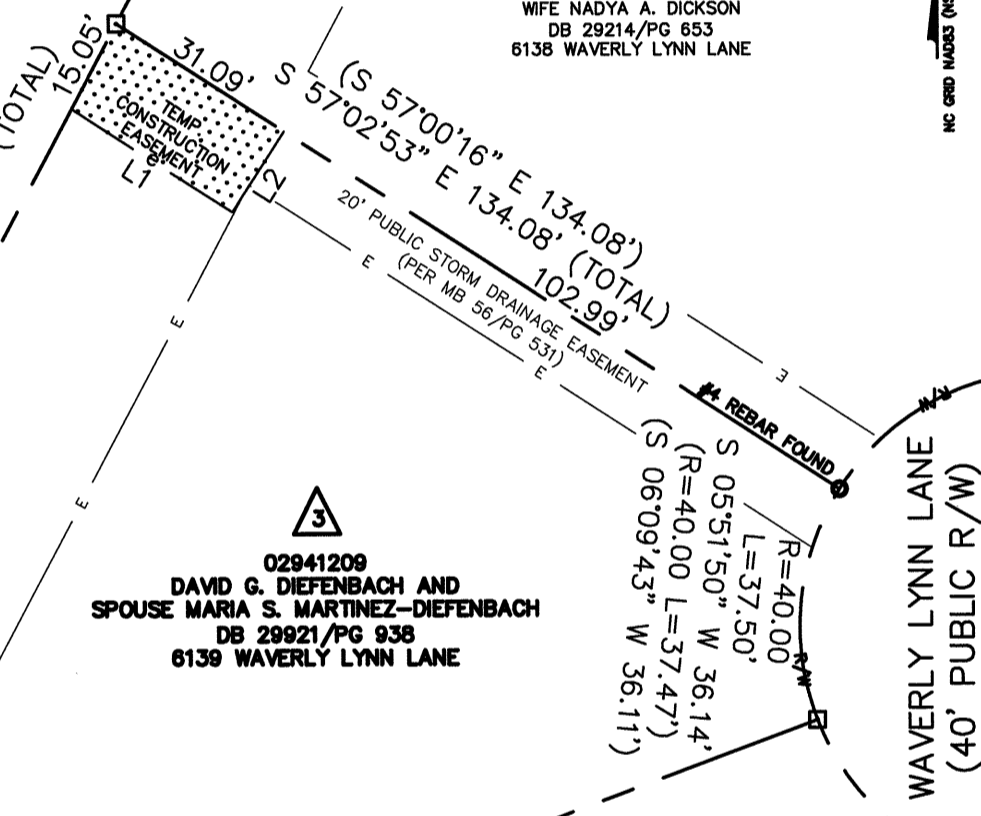 WIFE NADYA A. DICKSON
DB 29214/PG 653
6138 WAVERLY LYNN LANE
NC GRID NAD83
(TOTAL)
15.05'
31.09'
TEMP.
CONSTRUCTION
EASEMENT
e
L1
L2
(S 57°00'16" E 134.08')
S 57°02'53" E 134.08' (TOTAL)
102.99'
20' PUBLIC STORM DRAINAGE EASEMENT
(PER MB 56/PG 531)
E
E
E
E
E
#4 REBAR FOUND
R/W
R=40.00
L=37.50'
S 05°51'50" W 36.14'
(R=40.00 L=37.47')
(S 06°09'43" W 36.11')
R/W
WAVERLY LYNN LANE
(40' PUBLIC R/W)
3
02941209
DAVID G. DIEFENBACH AND
SPOUSE MARIA S. MARTINEZ-DIEFENBACH
DB 29921/PG 938
6139 WAVERLY LYNN LANE